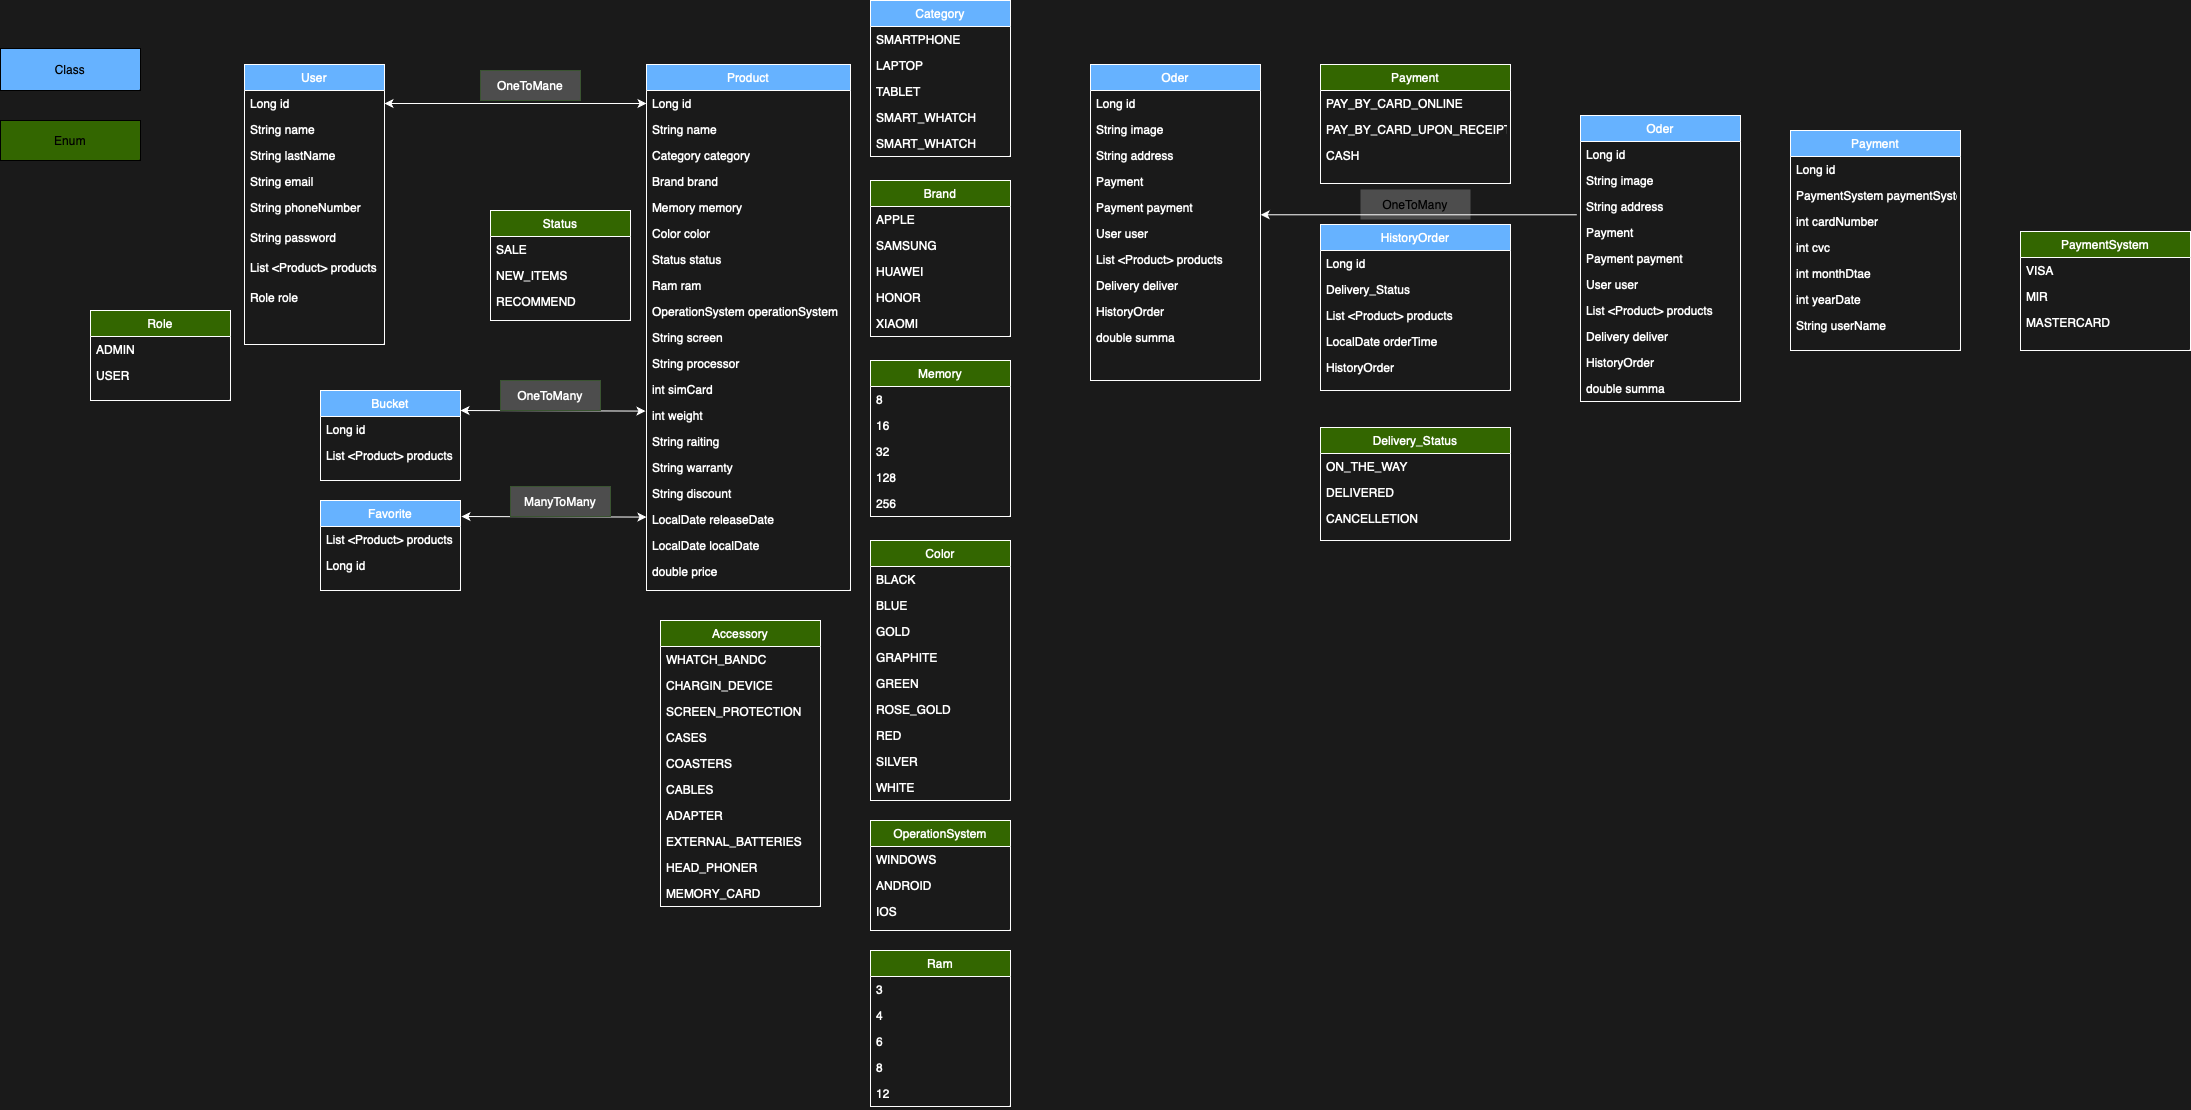 Class
Enum
User
Long id
String name
String lastName
String email
String phoneNumber
String password
List <Product> products
Role role
Role
ADMIN
USER
OneToMane
Status
SALE
NEW_ITEMS
RECOMMEND
Bucket
Long id
List <Product> products
OneToMany
Favorite
List <Product> products
Long id
ManyToMany
Product
Long id
String name
Category category
Brand brand
Memory memory
Color color
Status status
Ram ram
OperationSystem operationSystem
String screen
String processor
int simCard
int weight
String raiting
String warranty
String discount
LocalDate releaseDate
LocalDate localDate
double price
Accessory
WHATCH_BANDC
CHARGIN_DEVICE
SCREEN_PROTECTION
CASES
COASTERS
CABLES
ADAPTER
EXTERNAL_BATTERIES
HEAD_PHONER
MEMORY_CARD
Category
SMARTPHONE
LAPTOP
TABLET
SMART_WHATCH
SMART_WHATCH
Brand
APPLE
SAMSUNG
HUAWEI
HONOR
XIAOMI
Memory
8
16
32
128
256
Color
BLACK
BLUE
GOLD
GRAPHITE
GREEN
ROSE_GOLD
RED
SILVER
WHITE
OperationSystem
WINDOWS
ANDROID
IOS
Ram
3
4
6
8
12
Oder
Long id
String image
String address
Payment
Payment payment
User user
List <Product> products
Delivery deliver
HistoryOrder
double summa
Payment
PAY_BY_CARD_ONLINE
PAY_BY_CARD_UPON_RECEIPT
CASH
OneToMany
HistoryOrder
Long id
Delivery_Status
List <Product> products
LocalDate orderTime
HistoryOrder
Delivery_Status
ON_THE_WAY
DELIVERED
CANCELLETION
Oder
Long id
String image
String address
Payment
Payment payment
User user
List <Product> products
Delivery deliver
HistoryOrder
double summa
Payment
Long id
PaymentSystem paymentSyst
int cardNumber
int cvc
int monthDtae
int yearDate
String userName
PaymentSystem
VISA
MIR
MASTERCARD